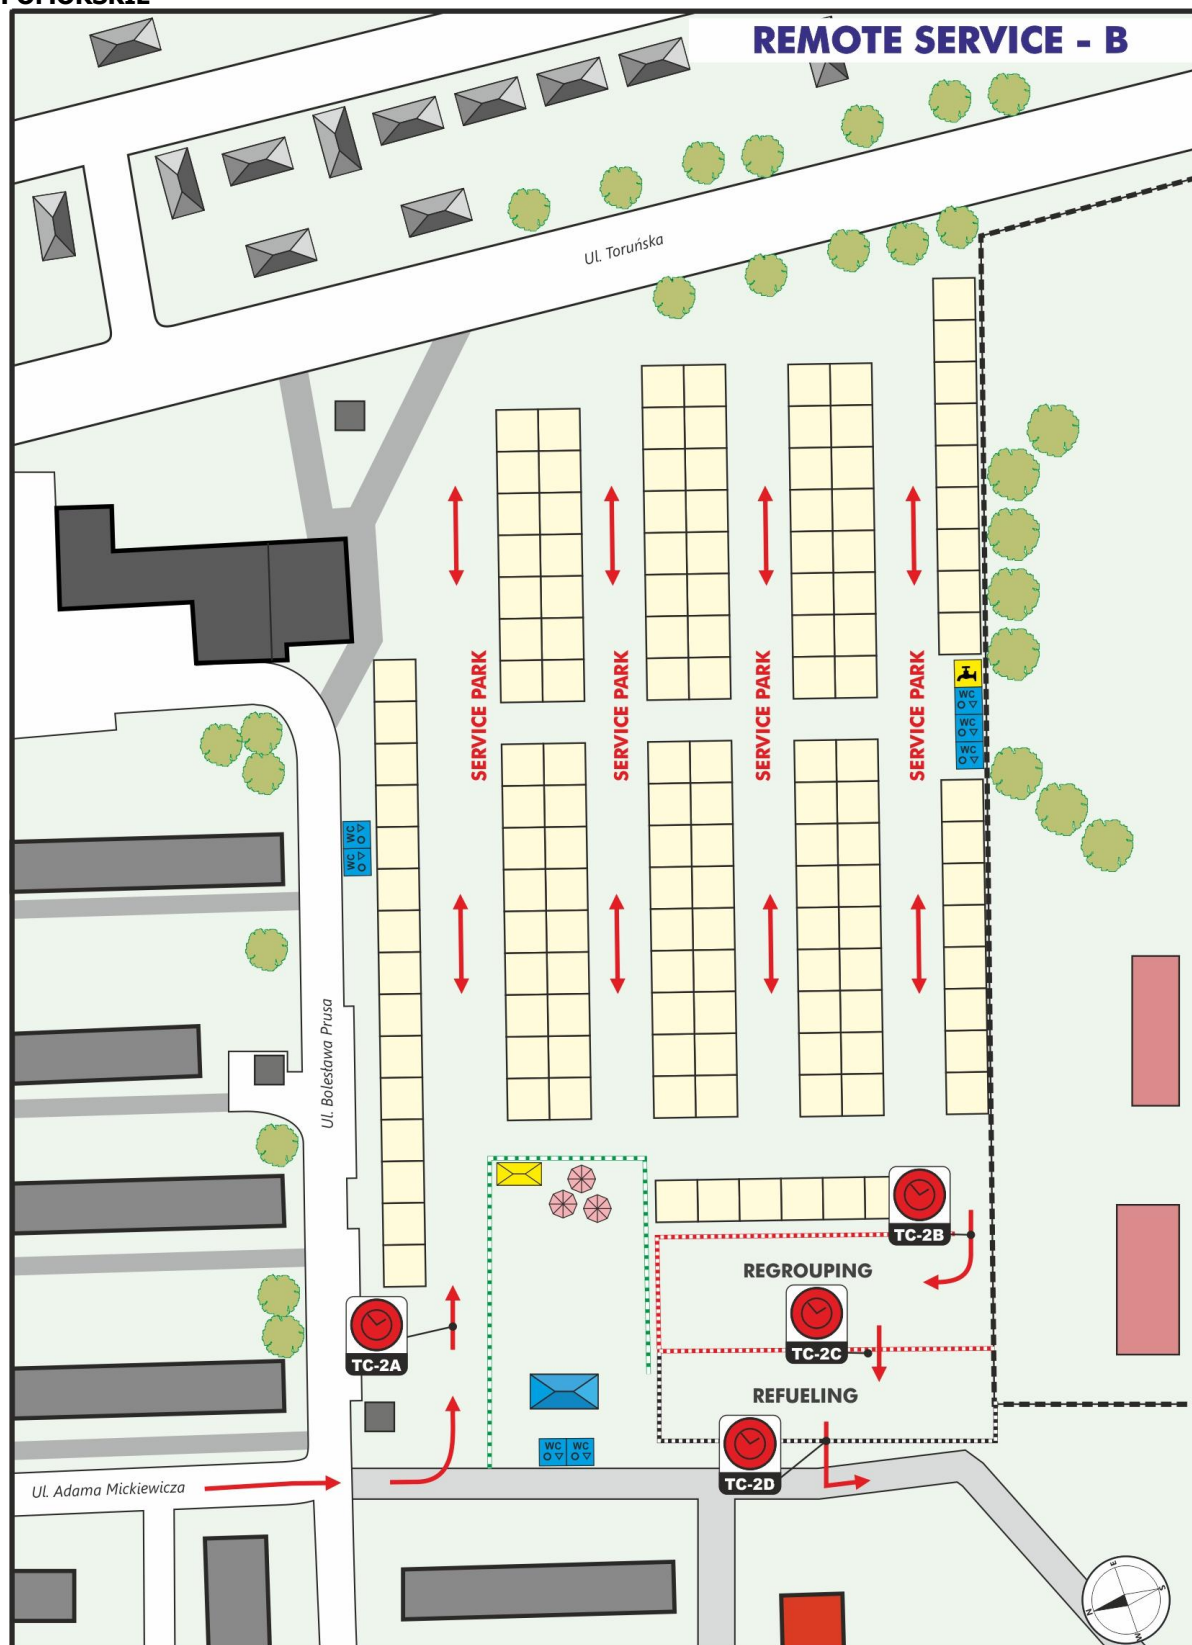 POMORSKIE
REMOTE SERVICE - B
Ul. Toruńska
SERVICE PARK
SERVICE PARK
SERVICE PARK
SERVICE PARK
WC
WC
WC
WC
WC
Ul. Bolesława Prusa
TC-2B
REGROUPING
TC-2A
TC-2C
REFUELING
WC
WC
TC-2D
Ul. Adama Mickiewicza
E
S
N
W